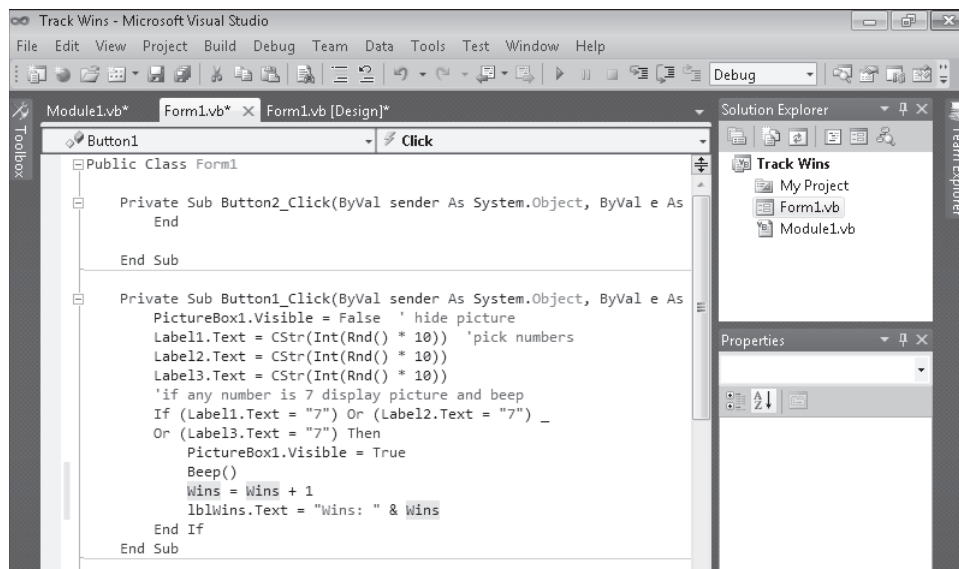 Track Wins - Microsoft Visual Studio
File Edit View Project Build Debug Team Data Tools Test Window Help
Debug
Module1.vb* Form1.vb* Form1.vb [Design]*
Button1 Click
Toolbox
Public Class Form1
Private Sub Button2_Click(ByVal sender As System.Object, ByVal e As
End
End Sub
Private Sub Button1_Click(ByVal sender As System.Object, ByVal e As
PictureBox1.Visible = False ' hide picture
Label1.Text = CStr(Int(Rnd() * 10)) 'pick numbers
Label2.Text = CStr(Int(Rnd() * 10))
Label3.Text = CStr(Int(Rnd() * 10))
'if any number is 7 display picture and beep
If (Label1.Text = "7") Or (Label2.Text = "7") _
Or (Label3.Text = "7") Then
PictureBox1.Visible = True
Beep()
Wins = Wins + 1
lblWins.Text = "Wins: " & Wins
End If
End Sub
Solution Explorer
Track Wins
My Project
Form1.vb
Module1.vb
Properties
Team Explorer